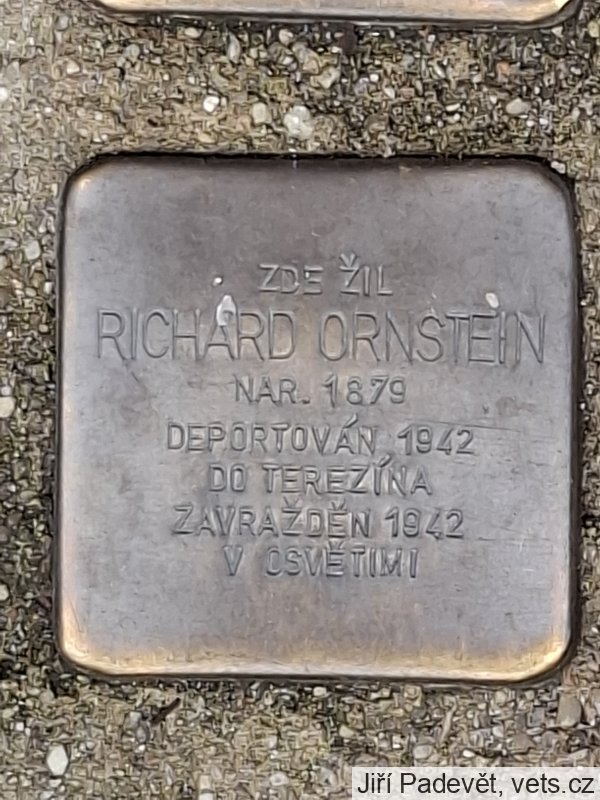 ZDE ŽIL
RICHARD ORNSTEIN
NAR. 1879
DEPORTOVÁN 1942
DO TEREZÍNA
ZAVRAŽDĚN 1942
V OSVĚTIMI
Jiří Padevět, vets.cz